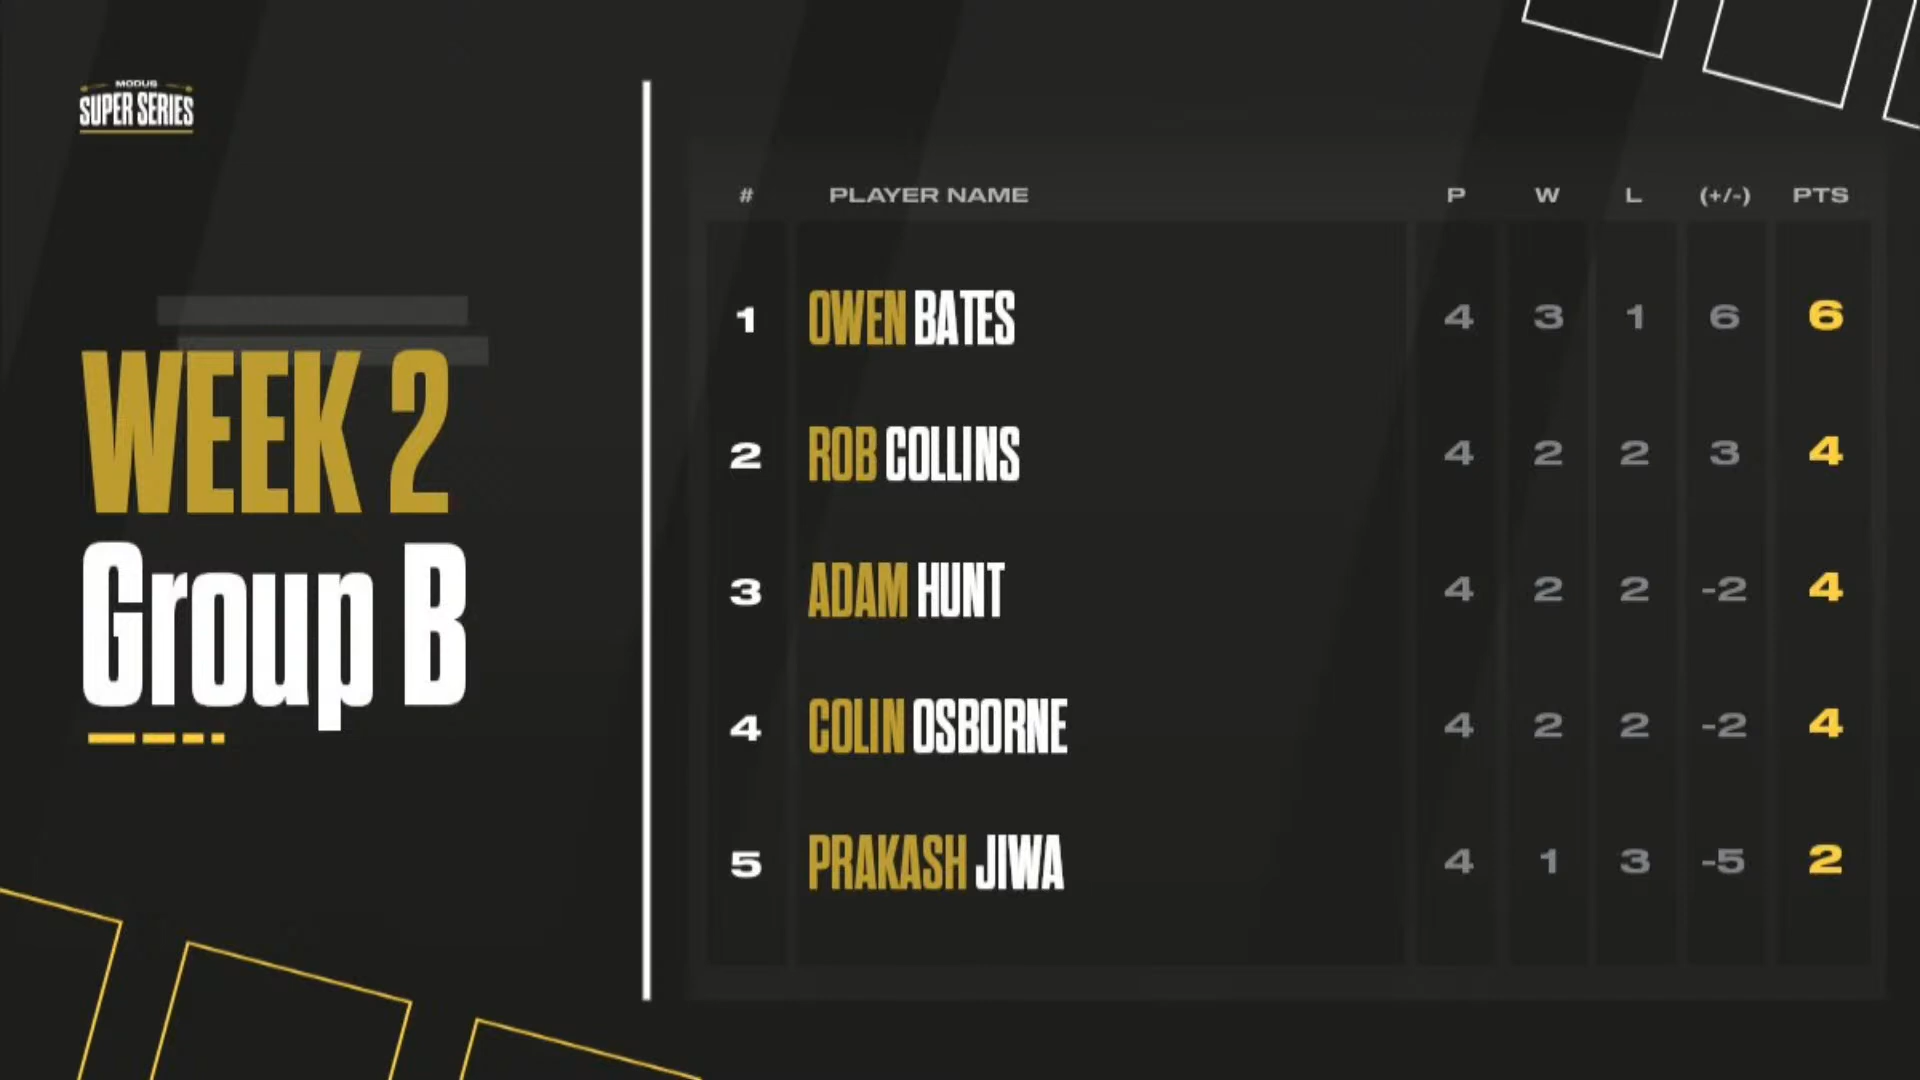 MODUS
SUPER SERIES
WEEK 2
Group B
# PLAYER NAME P W L (+/-) PTS
1 OWEN BATES 4 3 1 6 6
2 ROB COLLINS 4 2 2 3 4
3 ADAM HUNT 4 2 2 -2 4
4 COLIN OSBORNE 4 2 2 -2 4
5 PRAKASH JIWA 4 1 3 -5 2